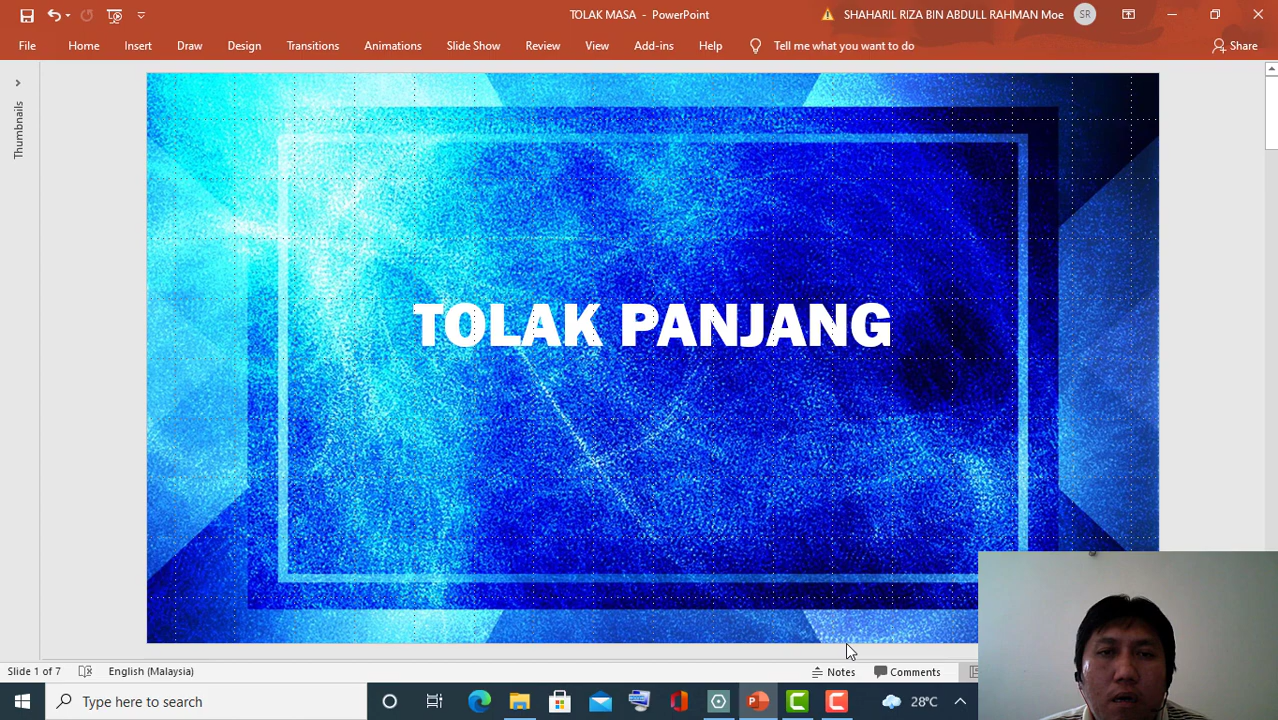 TOLAK MASA - PowerPoint
SHAHARIL RIZA BIN ABDULL RAHMAN Moe
SR
File
Home
Insert
Draw
Design
Transitions
Animations
Slide Show
Review
View
Add-ins
Help
Tell me what you want to do
Share
Thumbnails
TOLAK PANJANG
Slide 1 of 7
English (Malaysia)
Notes
Comments
Type here to search
28°C